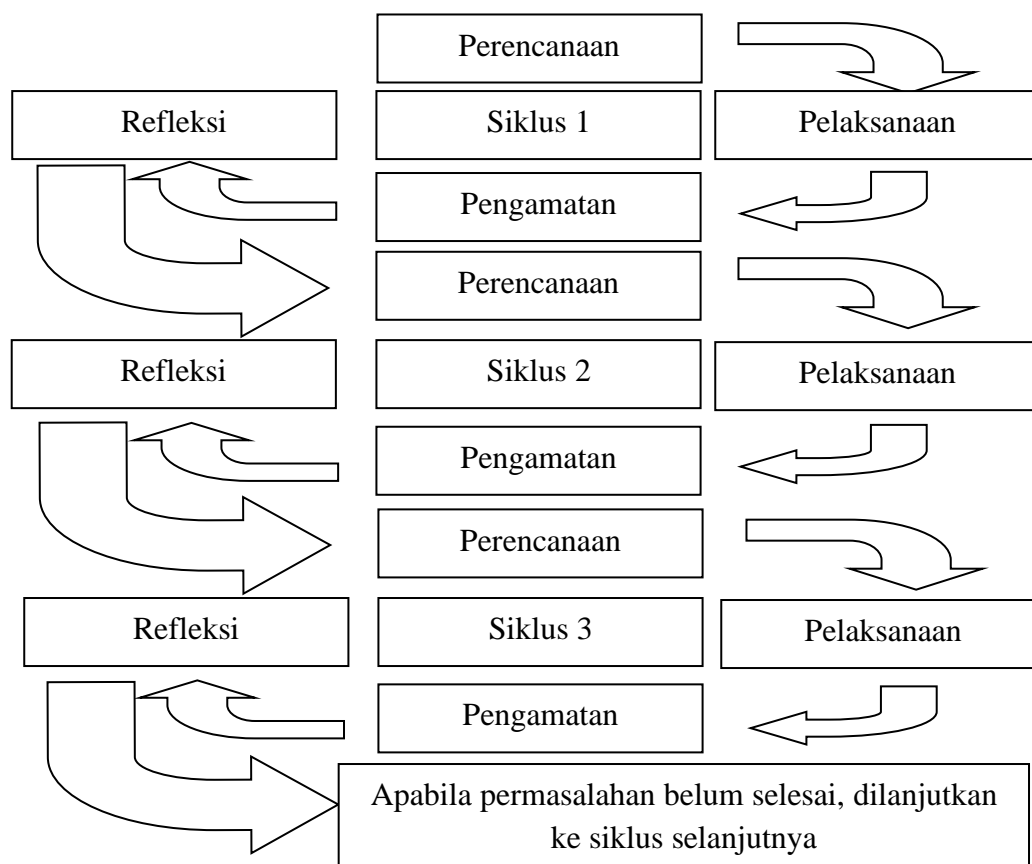 Perencanaan
Refleksi
Siklus 1
Pelaksanaan
Pengamatan
Perencanaan
Refleksi
Siklus 2
Pelaksanaan
Pengamatan
Perencanaan
Refleksi
Siklus 3
Pelaksanaan
Pengamatan
Apabila permasalahan belum selesai, dilanjutkan
ke siklus selanjutnya